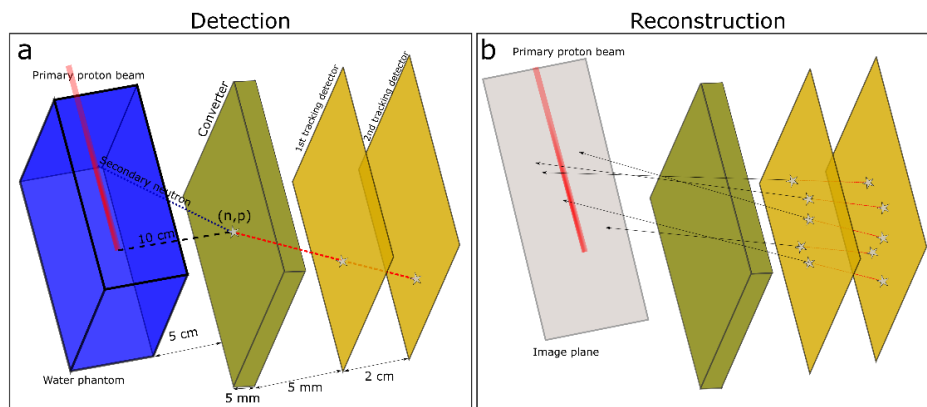 Detection
Reconstruction
a
Primary proton beam
Converter
1st tracking detector
2nd tracking detector
Secondary neutron
(n,p)
10 cm
5 cm
Water phantom
5 mm
5 mm
2 cm
b
Primary proton beam
Image plane